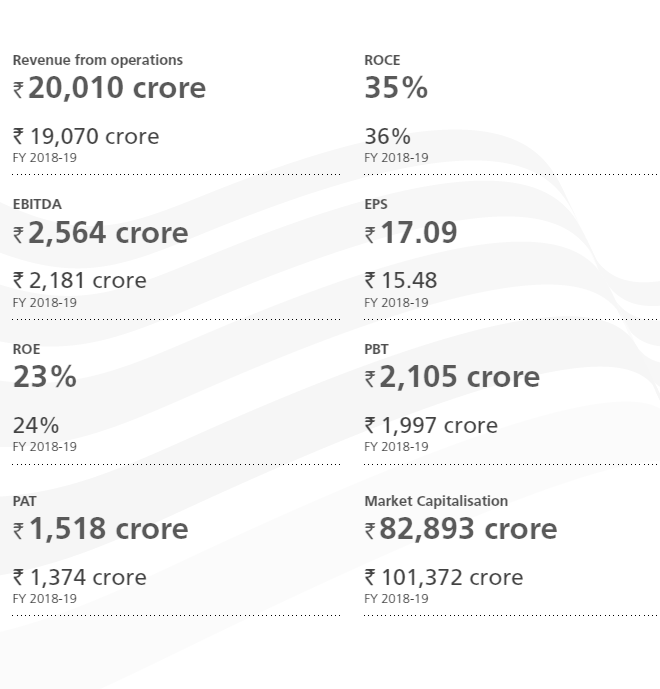 Revenue from operations
₹ 20,010 crore
₹ 19,070 crore
FY 2018-19
ROCE
35%
36%
FY 2018-19
EBITDA
₹ 2,564 crore
₹ 2,181 crore
FY 2018-19
EPS
₹ 17.09
₹ 15.48
FY 2018-19
ROE
23%
24%
FY 2018-19
PBT
₹ 2,105 crore
₹ 1,997 crore
FY 2018-19
PAT
₹ 1,518 crore
₹ 1,374 crore
FY 2018-19
Market Capitalisation
₹ 82,893 crore
₹ 101,372 crore
FY 2018-19